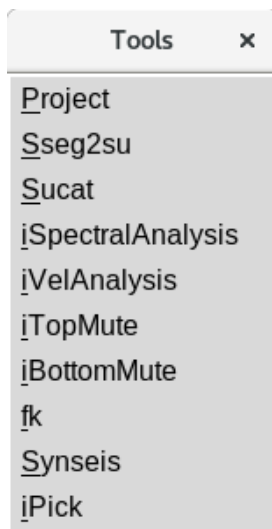 Tools ×
Project
Sseg2su
Sucat
iSpectralAnalysis
iVelAnalysis
iTopMute
iBottomMute
fk
Synseis
iPick